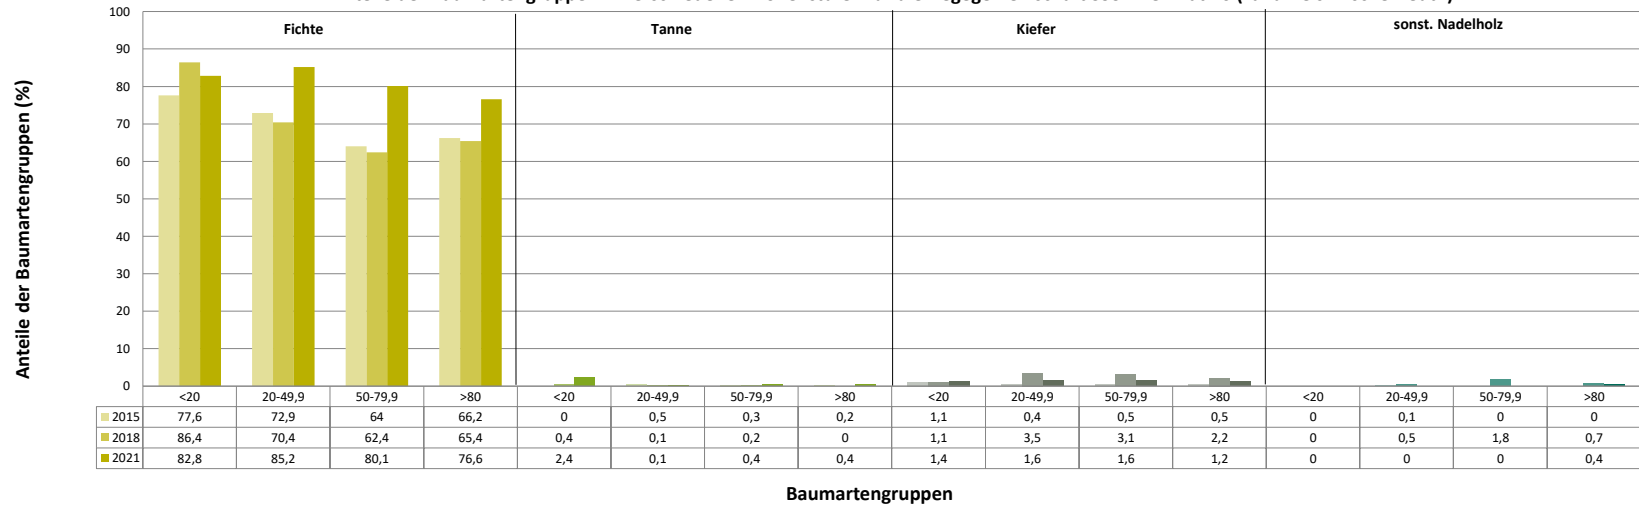 100
Fichte
Tanne
Kiefer
sonst. Nadelholz
90
80
70
60
50
40
30
20
10
0
Anteile der Baumartengruppen (%)
<20 20-49,9 50-79,9 >80 <20 20-49,9 50-79,9 >80 <20 20-49,9 50-79,9 >80 <20 20-49,9 50-79,9 >80
2015 77,6 72,9 64 66,2 0 0,5 0,3 0,2 1,1 0,4 0,5 0,5 0 0,1 0 0
2018 86,4 70,4 62,4 65,4 0,4 0,1 0,2 0 1,1 3,5 3,1 2,2 0 0,5 1,8 0,7
2021 82,8 85,2 80,1 76,6 2,4 0,1 0,4 0,4 1,4 1,6 1,6 1,2 0 0 0 0,4
Baumartengruppen